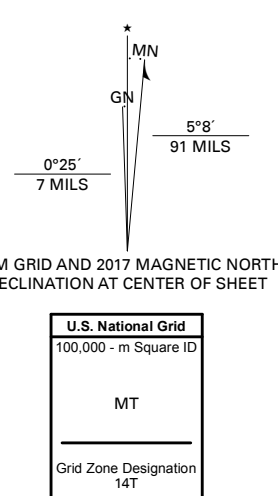 ★
MN
GN
5°8´
91 MILS
0°25´
7 MILS
M GRID AND 2017 MAGNETIC NORTH
ECLINATION AT CENTER OF SHEET
U.S. National Grid
100,000 - m Square ID
MT
Grid Zone Designation
14T